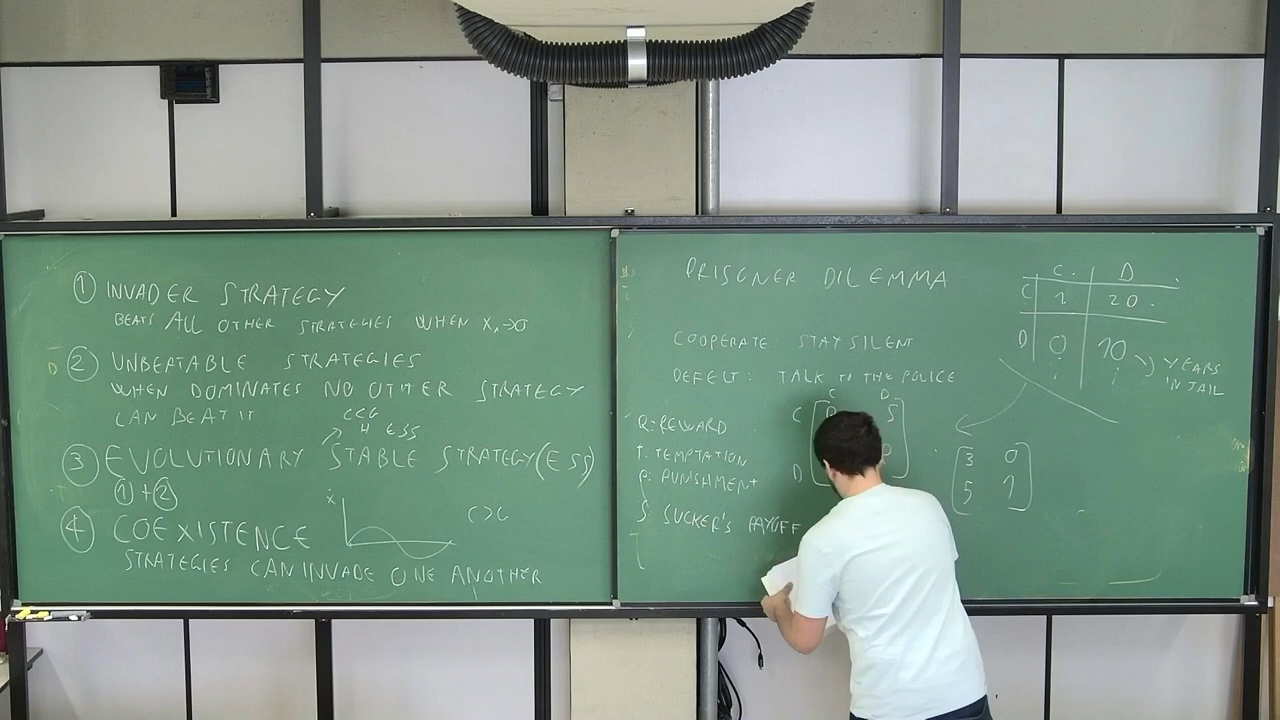 ① INVADER STRATEGY
BEATS ALL OTHER STRATEGIES WHEN X,→0
② UNBEATABLE STRATEGIES
WHEN DOMINATES NO OTHER STRATEGY
CAN BEAT IT
③ EVOLUTIONARY STABLE STRATEGY (ESS)
① + ②
④ COEXISTENCE
STRATEGIES CAN INVADE ONE ANOTHER
ẋ
PRISONER DILEMMA
COOPERATE: STAY SILENT
DEFECT: TALK TO THE POLICE
R: REWARD
T: TEMPTATION
P: PUNISHMENT
S: SUCKER'S PAYOFF
C D
C S
D
C. D
C 1 20.
D 0 10
YEARS
IN JAIL
3 0
5 1